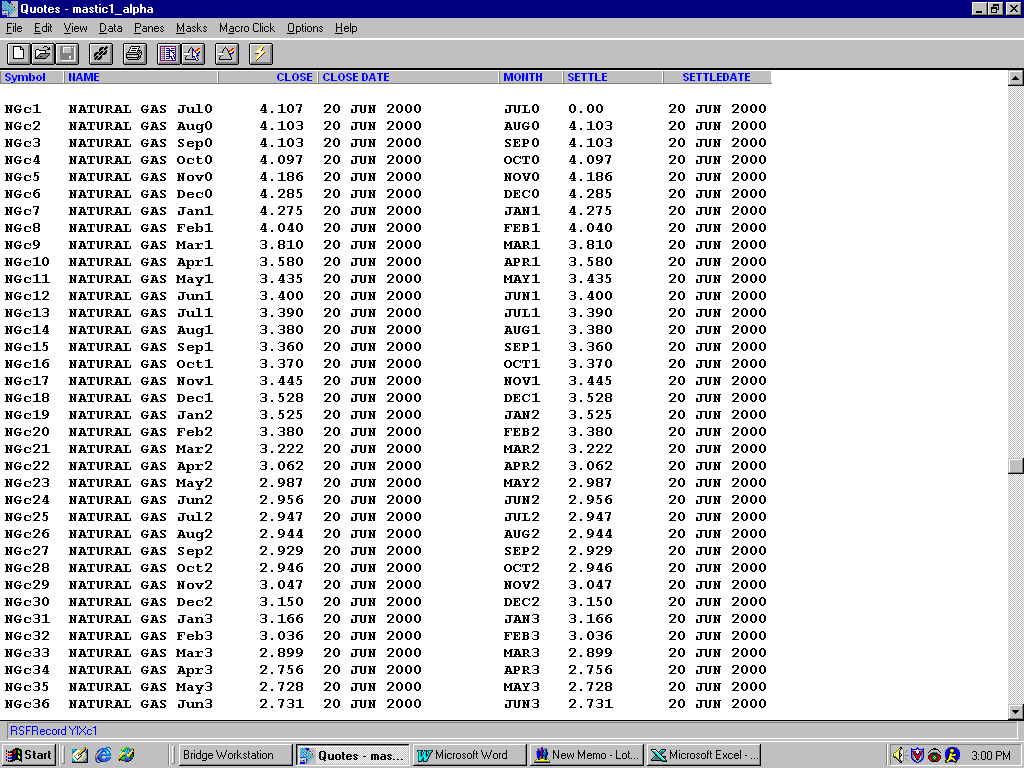 Quotes - mastic1_alpha
File Edit View Data Panes Masks Macro Click Options Help
Symbol NAME CLOSE CLOSE DATE MONTH SETTLE SETTLEDATE
NGc1 NATURAL GAS Jul0 4.107 20 JUN 2000 JUL0 0.00 20 JUN 2000
NGc2 NATURAL GAS Aug0 4.103 20 JUN 2000 AUG0 4.103 20 JUN 2000
NGc3 NATURAL GAS Sep0 4.103 20 JUN 2000 SEP0 4.103 20 JUN 2000
NGc4 NATURAL GAS Oct0 4.097 20 JUN 2000 OCT0 4.097 20 JUN 2000
NGc5 NATURAL GAS Nov0 4.186 20 JUN 2000 NOV0 4.186 20 JUN 2000
NGc6 NATURAL GAS Dec0 4.285 20 JUN 2000 DEC0 4.285 20 JUN 2000
NGc7 NATURAL GAS Jan1 4.275 20 JUN 2000 JAN1 4.275 20 JUN 2000
NGc8 NATURAL GAS Feb1 4.040 20 JUN 2000 FEB1 4.040 20 JUN 2000
NGc9 NATURAL GAS Mar1 3.810 20 JUN 2000 MAR1 3.810 20 JUN 2000
NGc10 NATURAL GAS Apr1 3.580 20 JUN 2000 APR1 3.580 20 JUN 2000
NGc11 NATURAL GAS May1 3.435 20 JUN 2000 MAY1 3.435 20 JUN 2000
NGc12 NATURAL GAS Jun1 3.400 20 JUN 2000 JUN1 3.400 20 JUN 2000
NGc13 NATURAL GAS Jul1 3.390 20 JUN 2000 JUL1 3.390 20 JUN 2000
NGc14 NATURAL GAS Aug1 3.380 20 JUN 2000 AUG1 3.380 20 JUN 2000
NGc15 NATURAL GAS Sep1 3.360 20 JUN 2000 SEP1 3.360 20 JUN 2000
NGc16 NATURAL GAS Oct1 3.370 20 JUN 2000 OCT1 3.370 20 JUN 2000
NGc17 NATURAL GAS Nov1 3.445 20 JUN 2000 NOV1 3.445 20 JUN 2000
NGc18 NATURAL GAS Dec1 3.528 20 JUN 2000 DEC1 3.528 20 JUN 2000
NGc19 NATURAL GAS Jan2 3.525 20 JUN 2000 JAN2 3.525 20 JUN 2000
NGc20 NATURAL GAS Feb2 3.380 20 JUN 2000 FEB2 3.380 20 JUN 2000
NGc21 NATURAL GAS Mar2 3.222 20 JUN 2000 MAR2 3.222 20 JUN 2000
NGc22 NATURAL GAS Apr2 3.062 20 JUN 2000 APR2 3.062 20 JUN 2000
NGc23 NATURAL GAS May2 2.987 20 JUN 2000 MAY2 2.987 20 JUN 2000
NGc24 NATURAL GAS Jun2 2.956 20 JUN 2000 JUN2 2.956 20 JUN 2000
NGc25 NATURAL GAS Jul2 2.947 20 JUN 2000 JUL2 2.947 20 JUN 2000
NGc26 NATURAL GAS Aug2 2.944 20 JUN 2000 AUG2 2.944 20 JUN 2000
NGc27 NATURAL GAS Sep2 2.929 20 JUN 2000 SEP2 2.929 20 JUN 2000
NGc28 NATURAL GAS Oct2 2.946 20 JUN 2000 OCT2 2.946 20 JUN 2000
NGc29 NATURAL GAS Nov2 3.047 20 JUN 2000 NOV2 3.047 20 JUN 2000
NGc30 NATURAL GAS Dec2 3.150 20 JUN 2000 DEC2 3.150 20 JUN 2000
NGc31 NATURAL GAS Jan3 3.166 20 JUN 2000 JAN3 3.166 20 JUN 2000
NGc32 NATURAL GAS Feb3 3.036 20 JUN 2000 FEB3 3.036 20 JUN 2000
NGc33 NATURAL GAS Mar3 2.899 20 JUN 2000 MAR3 2.899 20 JUN 2000
NGc34 NATURAL GAS Apr3 2.756 20 JUN 2000 APR3 2.756 20 JUN 2000
NGc35 NATURAL GAS May3 2.728 20 JUN 2000 MAY3 2.728 20 JUN 2000
NGc36 NATURAL GAS Jun3 2.731 20 JUN 2000 JUN3 2.731 20 JUN 2000
RSFRecord YIXc1
Start Bridge Workstation Quotes - mas... Microsoft Word New Memo - Lot... Microsoft Excel - ... 3:00 PM